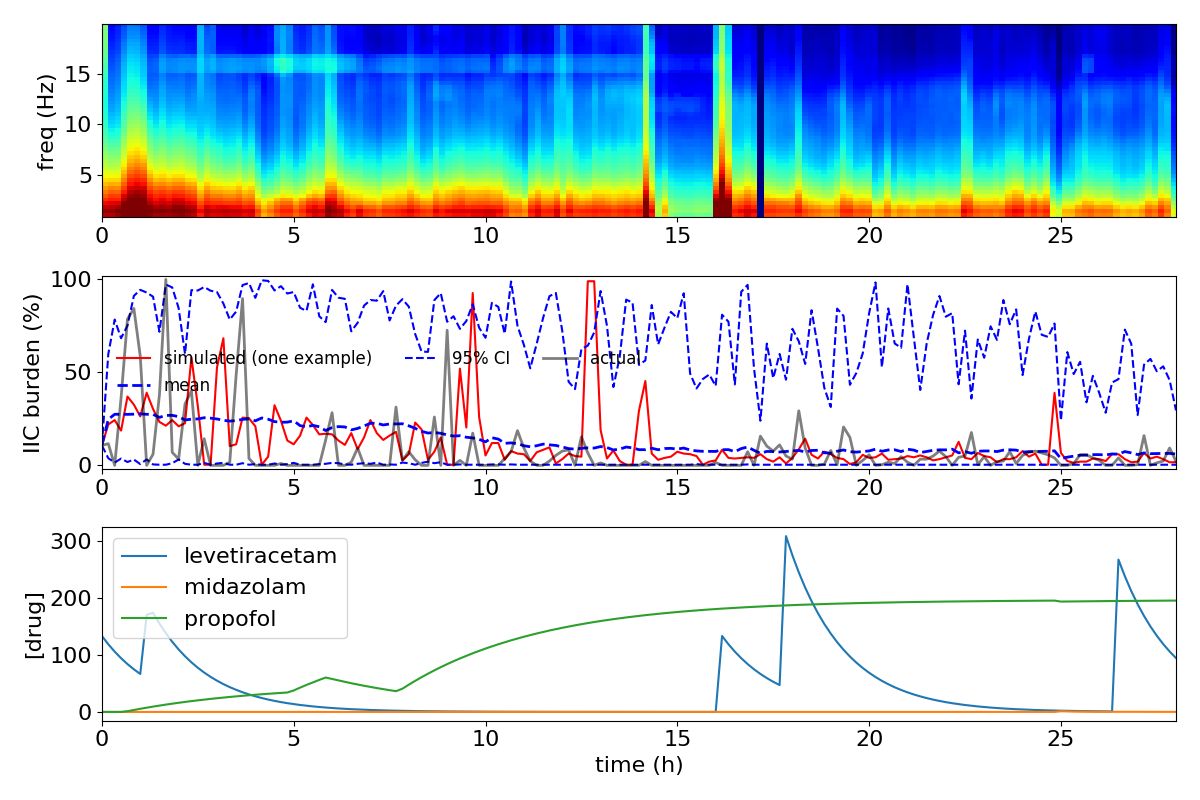 freq (Hz)
15
10
5
0 5 10 15 20 25
IIC burden (%)
100
50
0
simulated (one example) 95% CI actual
mean
0 5 10 15 20 25
[drug]
300
200
100
0
levetiracetam
midazolam
propofol
0 5 10 15 20 25
time (h)